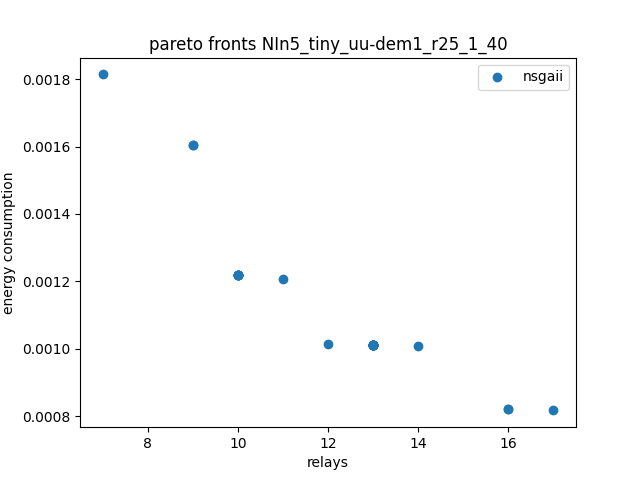 pareto fronts NIn5_tiny_uu-dem1_r25_1_40
nsgaii
0.0018
0.0016
0.0014
0.0012
0.0010
0.0008
energy consumption
8 10 12 14 16
relays